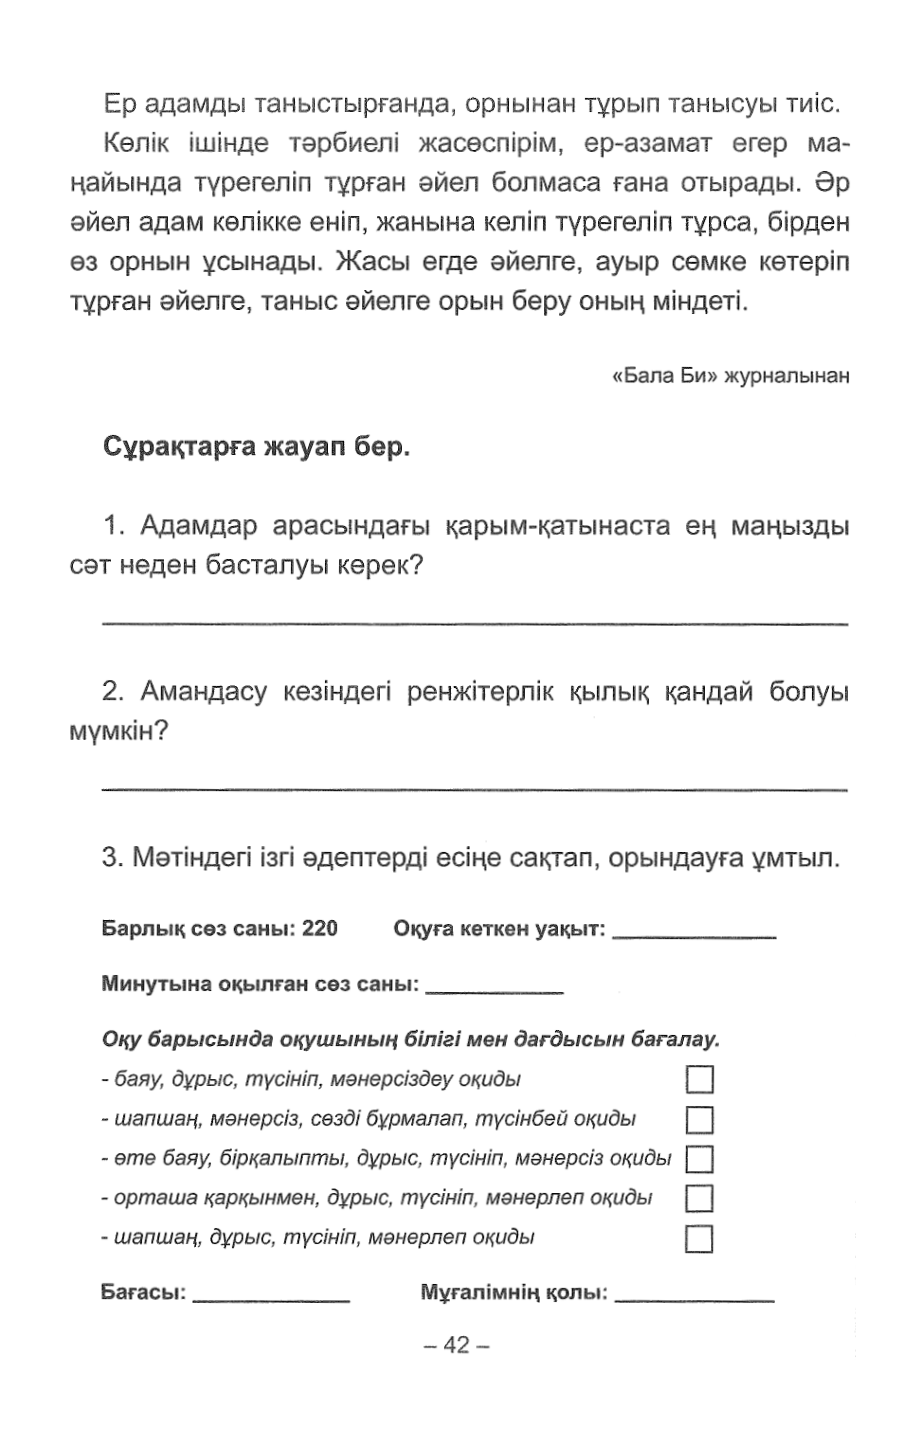 Ер адамды таныстырғанда, орнынан тұрып танысуы тиіс.
Көлік ішінде тәрбиелі жасөспірім, ер-азамат егер ма-
ңайында түрегеліп тұрған әйел болмаса ғана отырады. Әр
әйел адам көлікке еніп, жанына келіп түрегеліп тұрса, бірден
өз орнын ұсынады. Жасы егде әйелге, ауыр сөмке көтеріп
тұрған әйелге, таныс әйелге орын беру оның міндеті.
«Бала Би» журналынан
Сұрақтарға жауап бер.
1. Адамдар арасындағы қарым-қатынаста ең маңызды
сәт неден басталуы керек?
2. Амандасу кезіндегі ренжітерлік қылық қандай болуы
мүмкін?
3. Мәтіндегі ізгі әдептерді есіңе сақтап, орындауға ұмтыл.
Барлық сөз саны: 220 Оқуға кеткен уақыт: ____________
Минутына оқылған сөз саны: ____________
Оқу барысында оқушының білігі мен дағдысын бағалау.
- баяу, дұрыс, түсініп, мәнерсіздеу оқиды
- шапшаң, мәнерсіз, сөзді бұрмалап, түсінбей оқиды
- өте баяу, бірқалыпты, дұрыс, түсініп, мәнерсіз оқиды
- орташа қарқынмен, дұрыс, түсініп, мәнерлеп оқиды
- шапшаң, дұрыс, түсініп, мәнерлеп оқиды
Бағасы: ____________ Мұғалімнің қолы: ____________
– 42 –